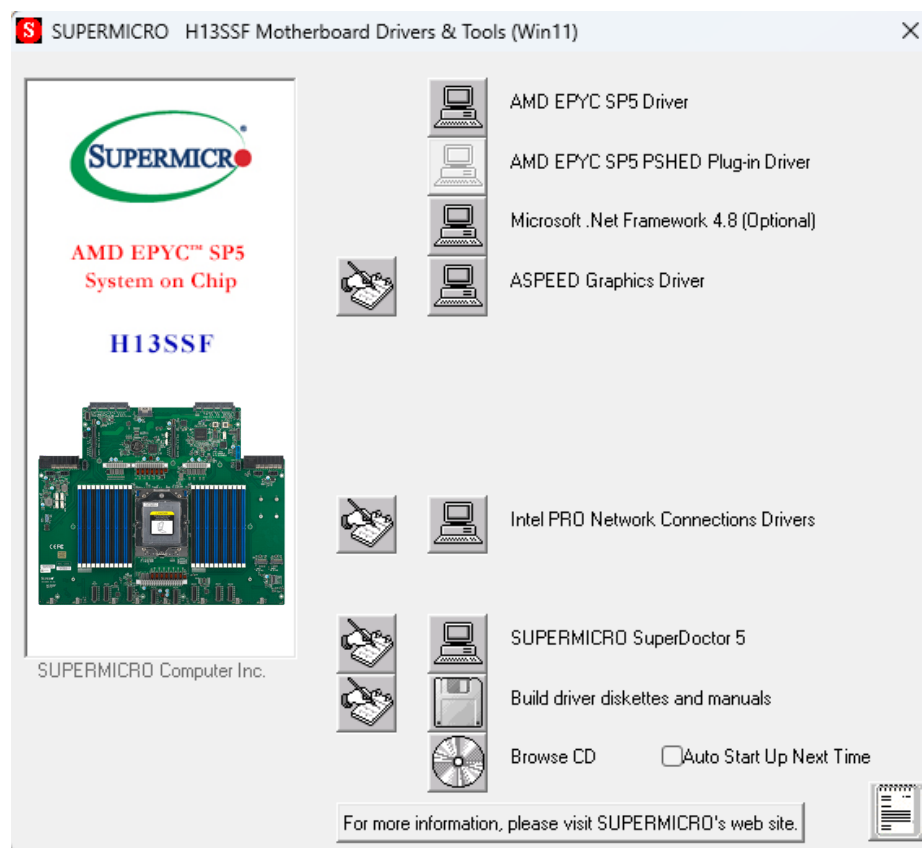 SUPERMICRO H13SSF Motherboard Drivers & Tools (Win11)
SUPERMICR
AMD EPYC™ SP5
System on Chip
H13SSF
SUPERMICRO Computer Inc.
AMD EPYC SP5 Driver
AMD EPYC SP5 PSHED Plug-in Driver
Microsoft .Net Framework 4.8 (Optional)
ASPEED Graphics Driver
Intel PRO Network Connections Drivers
SUPERMICRO SuperDoctor 5
Build driver diskettes and manuals
Browse CD
Auto Start Up Next Time
For more information, please visit SUPERMICRO's web site.